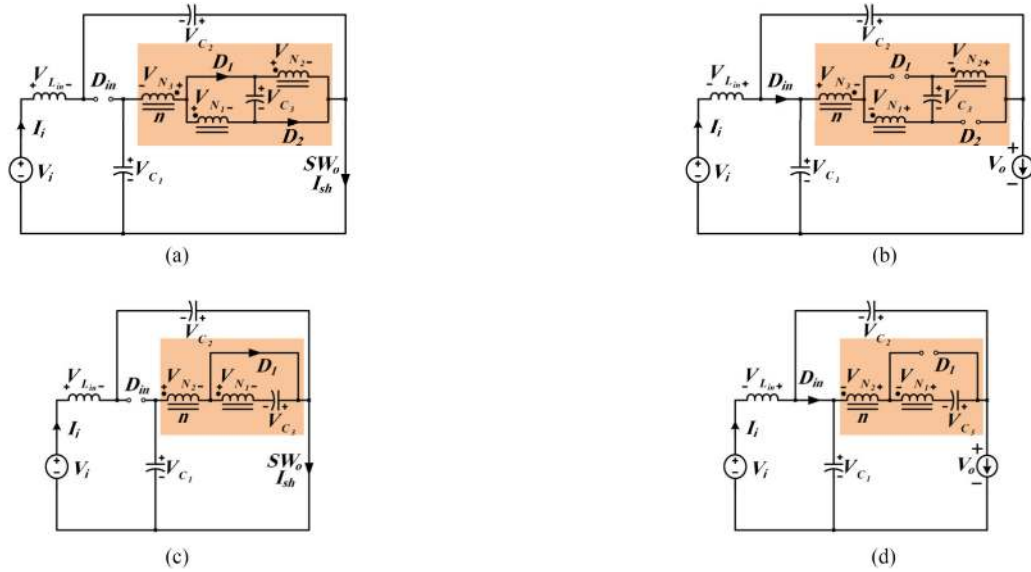 V_C2
V_Lin D_in
V_N3 D_1 V_N2
V_N1 V_C3
n D_2
I_i
V_i V_C1 SW_o
I_sh
(a)
V_C2
V_Lin D_in
V_N3 D_1 V_N2
V_N1 V_C3
n D_2
I_i
V_i V_C1 V_o
(b)
V_C2
V_Lin D_in
V_N2 V_N1 D_1
n V_C3
I_i
V_i V_C1 SW_o
I_sh
(c)
V_C2
V_Lin D_in
V_N2 V_N1 D_1
n V_C3
I_i
V_i V_C1 V_o
(d)